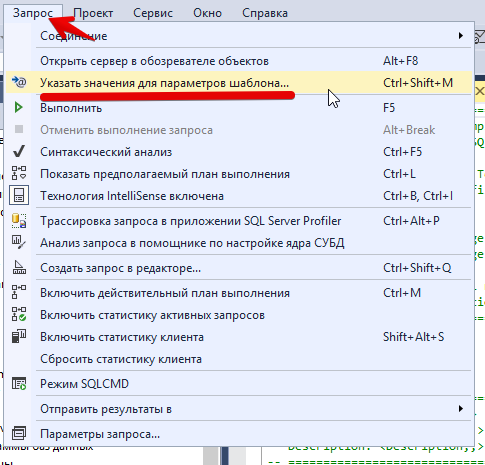 Запрос Проект Сервис Окно Справка
Соединение
Открыть сервер в обозревателе объектов Alt+F8
Указать значения для параметров шаблона... Ctrl+Shift+M
Выполнить F5
Отменить выполнение запроса Alt+Break
Синтаксический анализ Ctrl+F5
Показать предполагаемый план выполнения Ctrl+L
Технология IntelliSense включена Ctrl+B, Ctrl+I
Трассировка запроса в приложении SQL Server Profiler Ctrl+Alt+P
Анализ запроса в помощнике по настройке ядра СУБД
Создать запрос в редакторе... Ctrl+Shift+Q
Включить действительный план выполнения Ctrl+M
Включить статистику активных запросов
Включить статистику клиента Shift+Alt+S
Сбросить статистику клиента
Режим SQLCMD
Отправить результаты в
Параметры запроса...